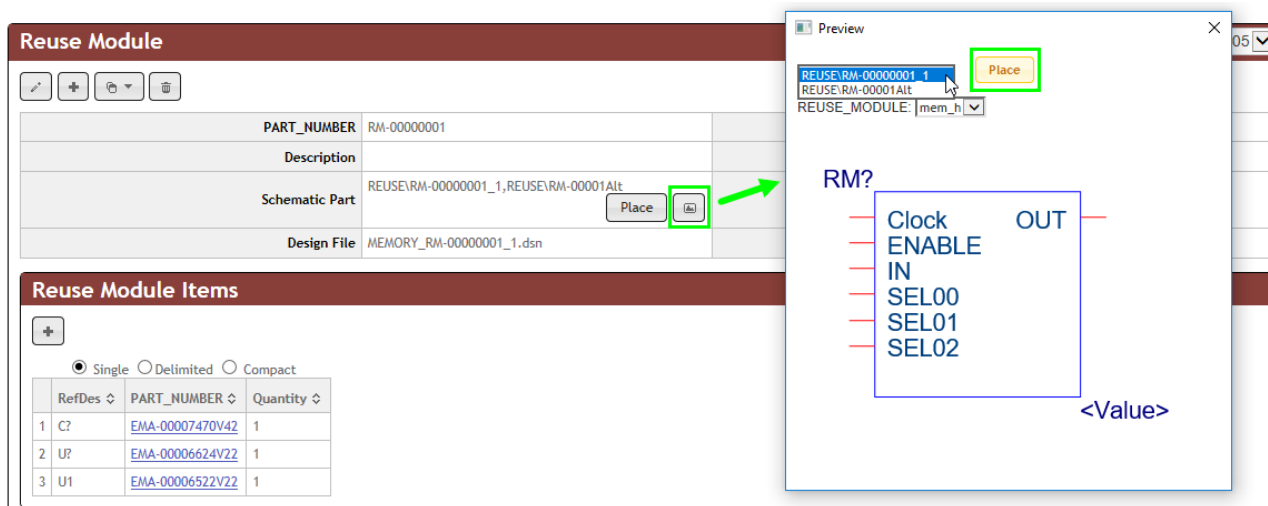 Reuse Module
PART_NUMBER RM-00000001
Description
Schematic Part REUSE\RM-00000001_1,REUSE\RM-00001Alt
Place
Design File MEMORY_RM-00000001_1.dsn
Reuse Module Items
Single Delimited Compact
RefDes PART_NUMBER Quantity
1 C? EMA-00007470V42 1
2 U? EMA-00006624V22 1
3 U1 EMA-00006522V22 1
Preview
05
REUSE\RM-00000001_1
Place
REUSE\RM-00001Alt
REUSE_MODULE: mem_h
RM?
Clock OUT
ENABLE
IN
SEL00
SEL01
SEL02
<Value>